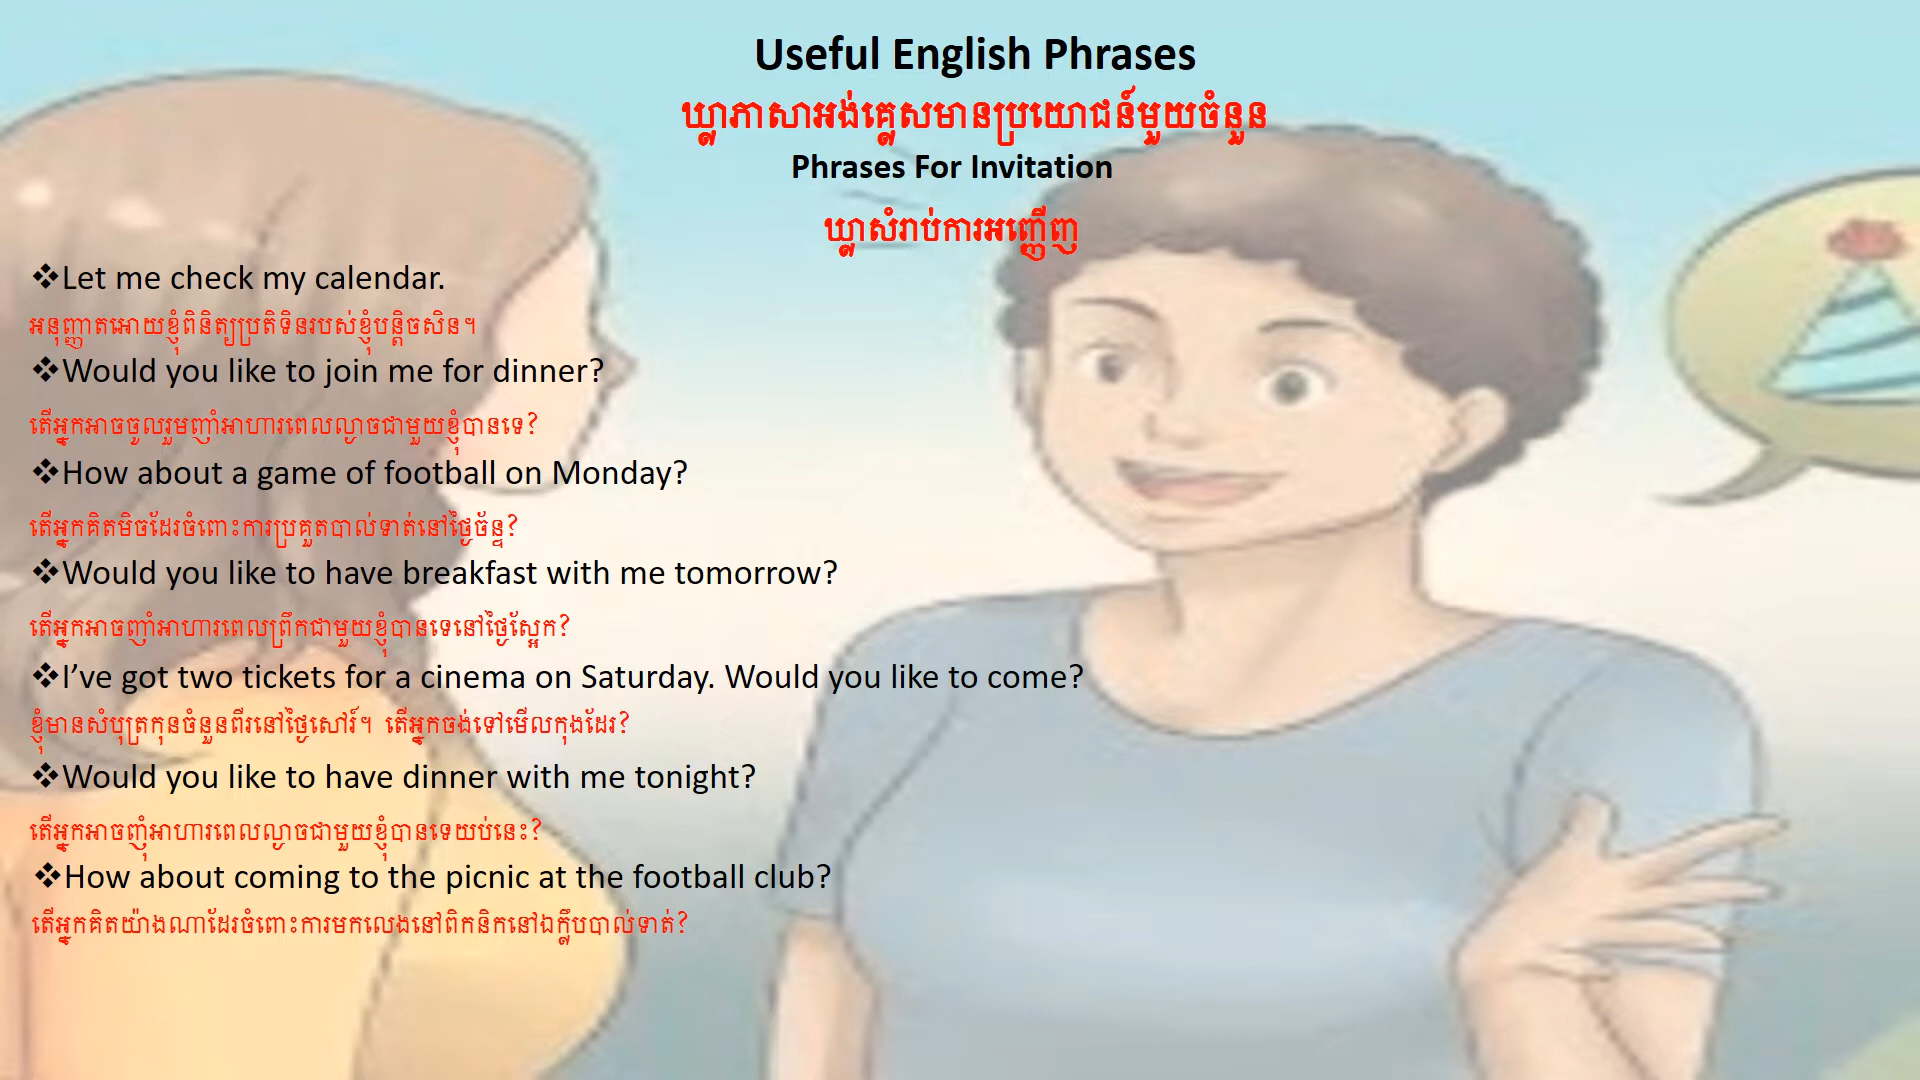 Useful English Phrases
ឃ្លាភាសាអង់គ្លេសមានប្រយោជន៍មួយចំនួន
Phrases For Invitation
ឃ្លាសំរាប់ការអញ្ជើញ
❖Let me check my calendar.
អនុញ្ញាតអោយខ្ញុំពិនិត្យប្រតិទិនរបស់ខ្ញុំបន្តិចសិន។
❖Would you like to join me for dinner?
តើអ្នកអាចចូលរួមញាំអាហារពេលល្ងាចជាមួយខ្ញុំបានទេ?
❖How about a game of football on Monday?
តើអ្នកគិតមិចដែរចំពោះការប្រគួតបាល់ទាត់នៅថ្ងៃច័ន្ទ?
❖Would you like to have breakfast with me tomorrow?
តើអ្នកអាចញាំអាហារពេលព្រឹកជាមួយខ្ញុំបានទេនៅថ្ងៃស្អែក?
❖I’ve got two tickets for a cinema on Saturday. Would you like to come?
ខ្ញុំមានសំបុត្រកុនចំនួនពីរនៅថ្ងៃសៅរ៍។ តើអ្នកចង់ទៅមើលកុងដែរ?
❖Would you like to have dinner with me tonight?
តើអ្នកអាចញុំអាហារពេលល្ងាចជាមួយខ្ញុំបានទេយប់នេះ?
❖How about coming to the picnic at the football club?
តើអ្នកគិតយ៉ាងណាដែរចំពោះការមកលេងនៅពិកនិកនៅឯក្លឹបបាល់ទាត់?